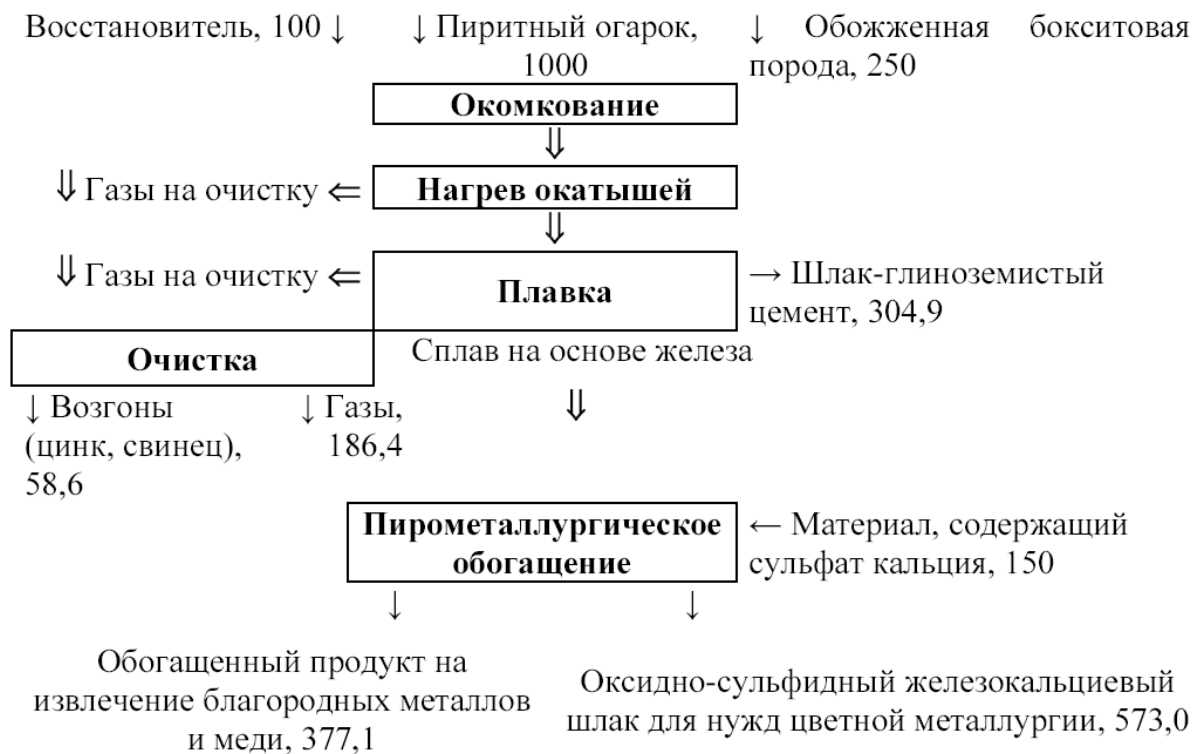 Восстановитель, 100 ↓ ↓ Пиритный огарок, ↓ Обожженная бокситовая
1000 порода, 250
Окомкование
⇓
⇓ Газы на очистку ⇐ Нагрев окатышей
⇓
⇓ Газы на очистку ⇐ Плавка → Шлак-глиноземистый
цемент, 304,9
Очистка Сплав на основе железа
↓ Возгоны ↓ Газы, ⇓
(цинк, свинец), 186,4
58,6
Пирометаллургическое ← Материал, содержащий
обогащение сульфат кальция, 150
↓ ↓
Обогащенный продукт на
извлечение благородных металлов
и меди, 377,1
Оксидно-сульфидный железокальциевый
шлак для нужд цветной металлургии, 573,0